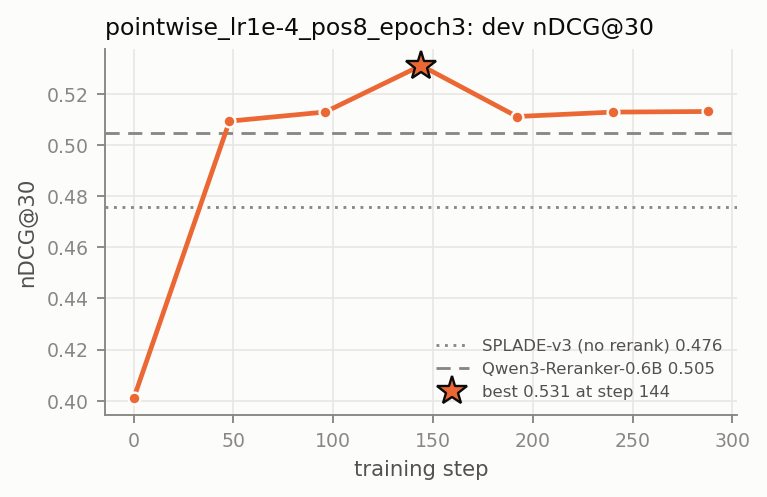 pointwise_lr1e-4_pos8_epoch3: dev nDCG@30
nDCG@30
0.52
0.50
0.48
0.46
0.44
0.42
0.40
SPLADE-v3 (no rerank) 0.476
Qwen3-Reranker-0.6B 0.505
best 0.531 at step 144
0 50 100 150 200 250 300
training step